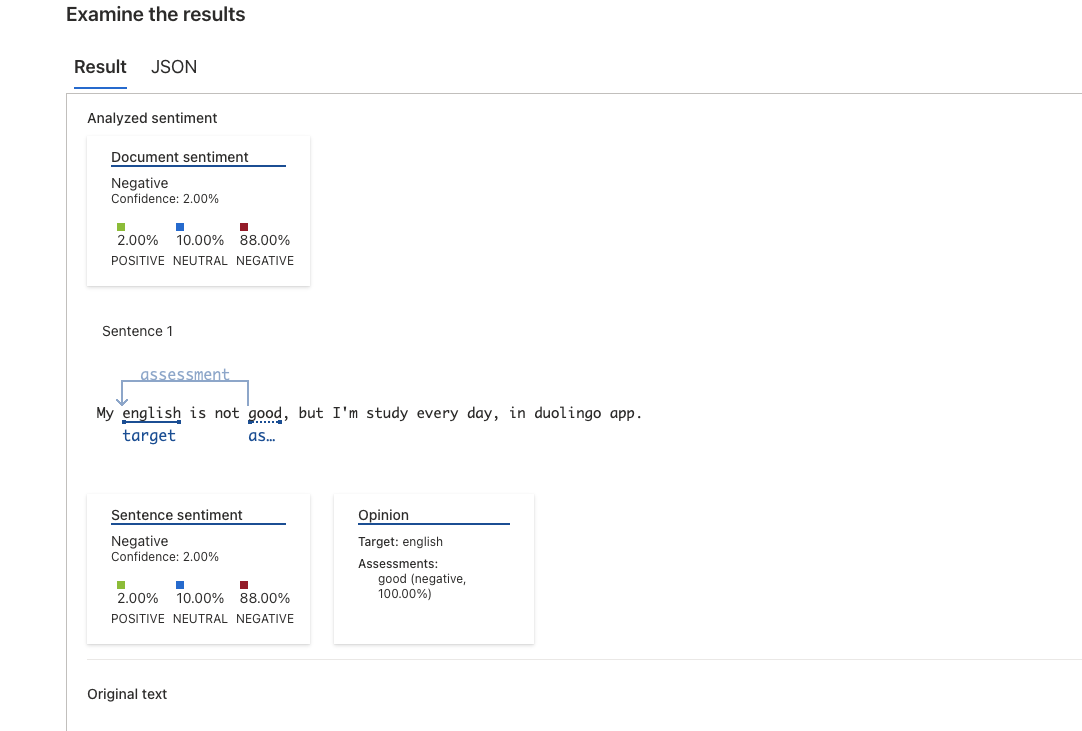 Examine the results
Result JSON
Analyzed sentiment
Document sentiment
Negative
Confidence: 2.00%
2.00% 10.00% 88.00%
POSITIVE NEUTRAL NEGATIVE
Sentence 1
assessment
My english is not good, but I'm study every day, in duolingo app.
target as…
Sentence sentiment
Negative
Confidence: 2.00%
2.00% 10.00% 88.00%
POSITIVE NEUTRAL NEGATIVE
Opinion
Target: english
Assessments:
good (negative,
100.00%)
Original text